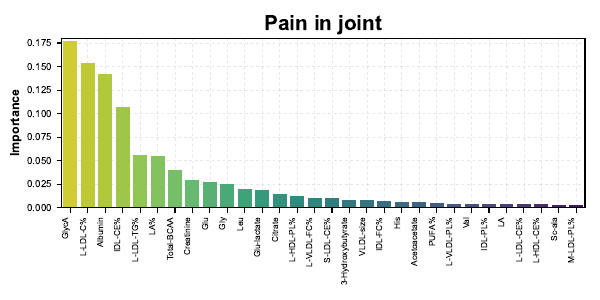 Pain in joint
Importance
0.175
0.150
0.125
0.100
0.075
0.050
0.025
0.000
GlycA
L-LDL-C%
Albumin
IDL-CE%
L-LDL-TG%
LA%
Total-BCAA
Creatinine
Glu
Gly
Leu
Glu-lactate
Citrate
L-HDL-PL%
L-VLDL-FC%
S-LDL-CE%
3-Hydroxybutyrate
VLDL-size
IDL-FC%
His
Acetoacetate
PUFA%
L-VLDL-PL%
Val
IDL-PL%
LA
L-LDL-CE%
L-HDL-CE%
Sc-ala
M-LDL-PL%